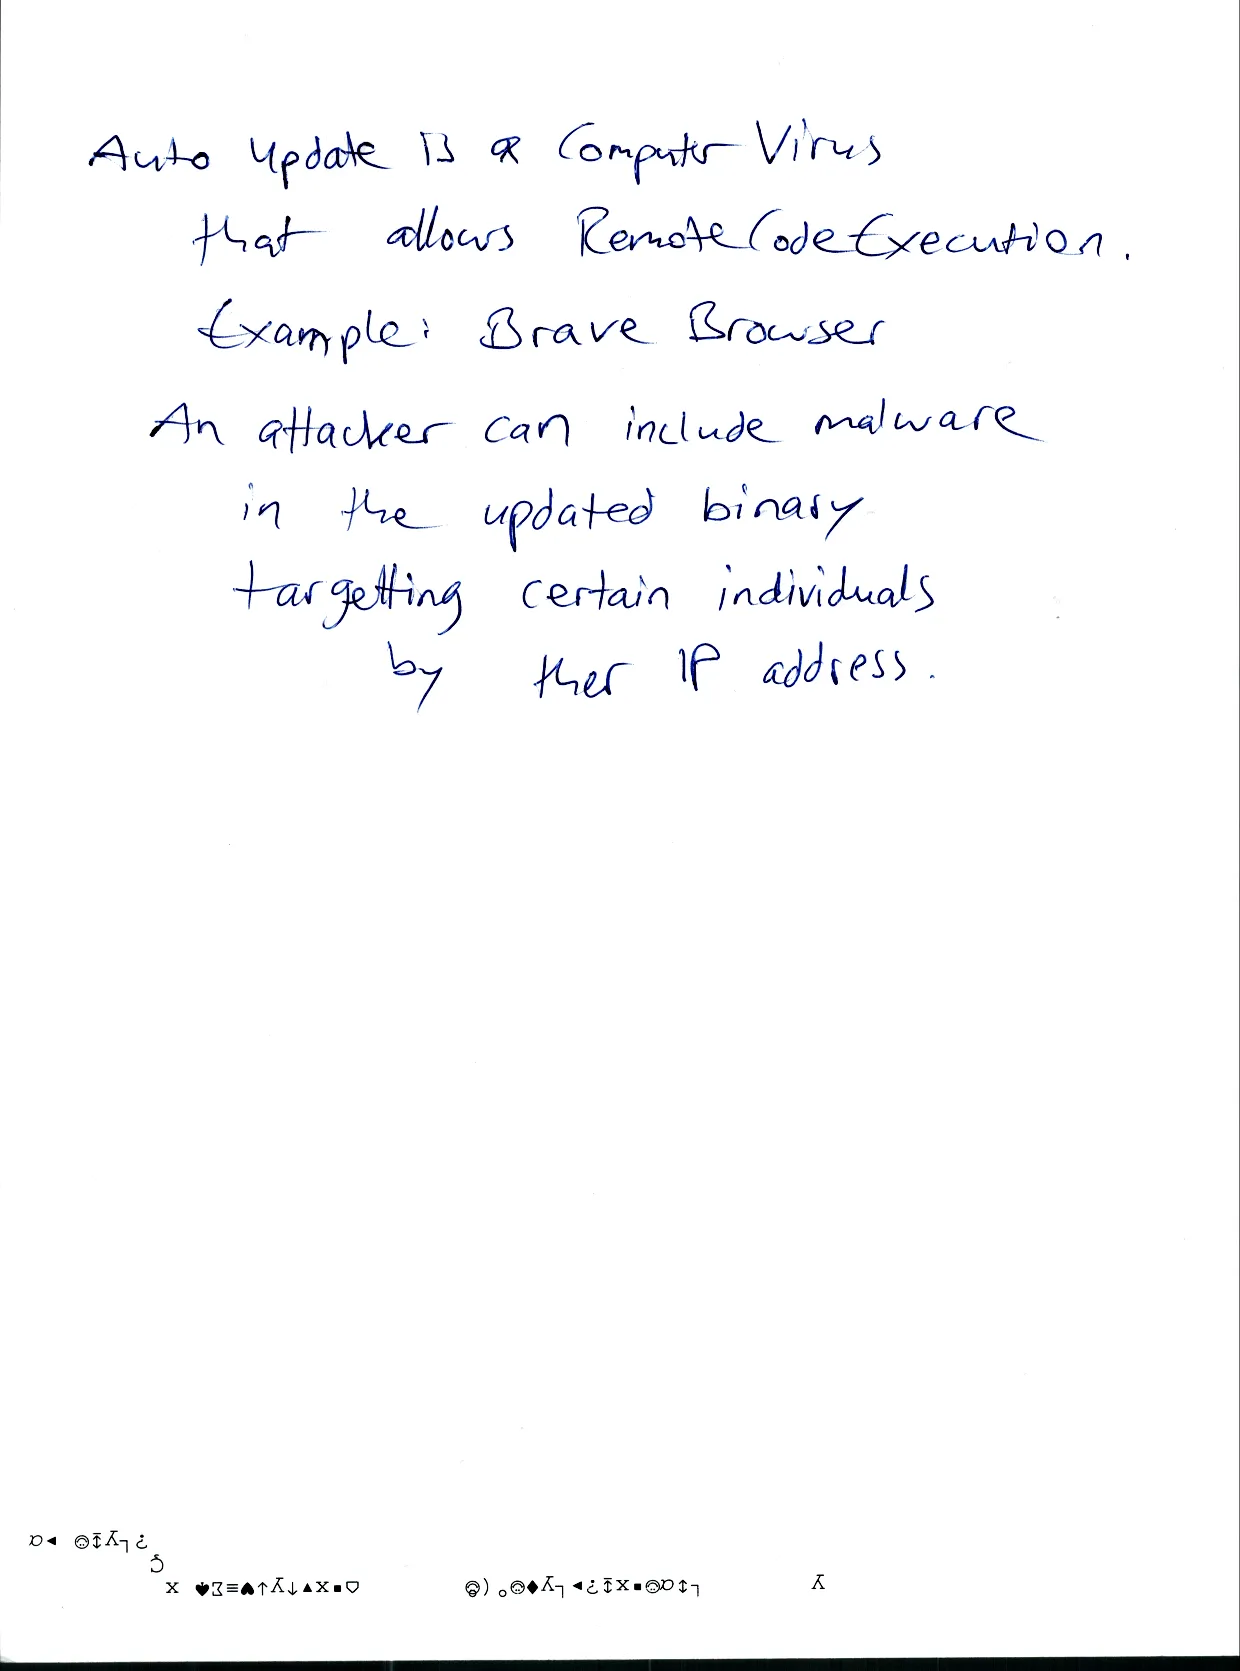 Auto Update is a Computer Virus
that allows Remote Code Execution.
Example: Brave Browser
An attacker can include malware
in the updated binary
targetting certain individuals
by ther IP address.